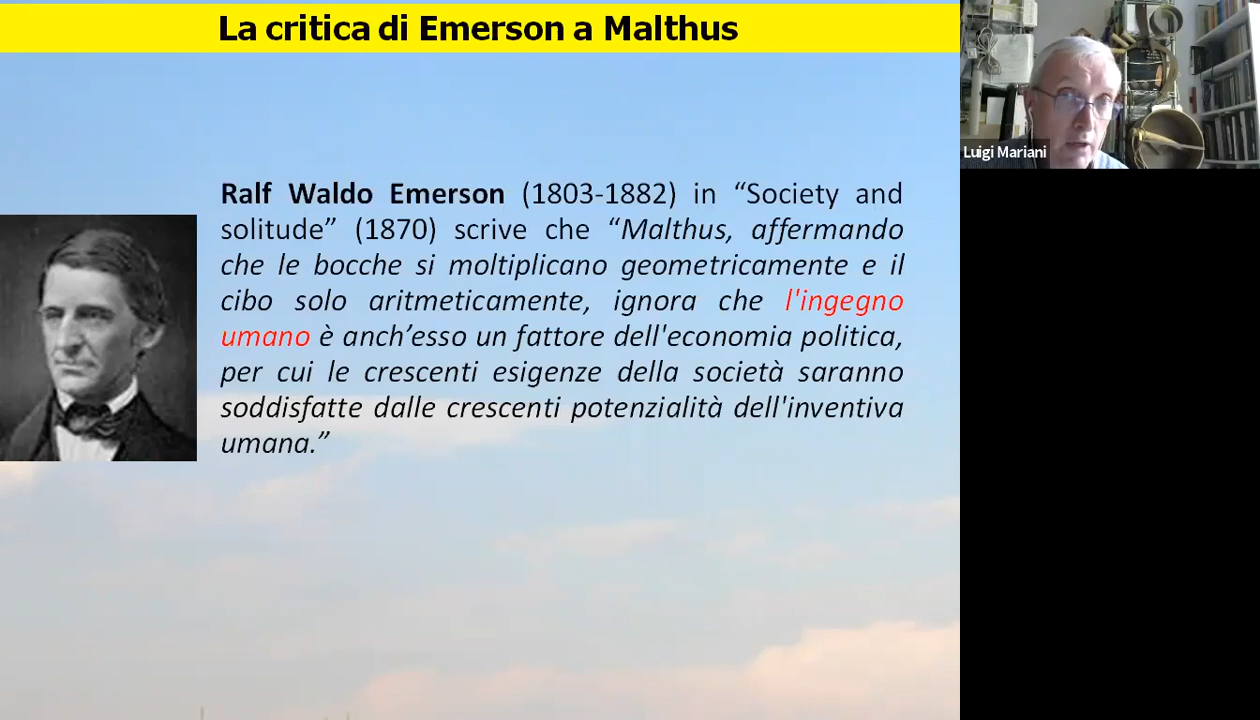 La critica di Emerson a Malthus
Luigi Mariani
Ralf Waldo Emerson (1803-1882) in “Society and
solitude” (1870) scrive che “Malthus, affermando
che le bocche si moltiplicano geometricamente e il
cibo solo aritmeticamente, ignora che l'ingegno
umano è anch’esso un fattore dell'economia politica,
per cui le crescenti esigenze della società saranno
soddisfatte dalle crescenti potenzialità dell'inventiva
umana.”